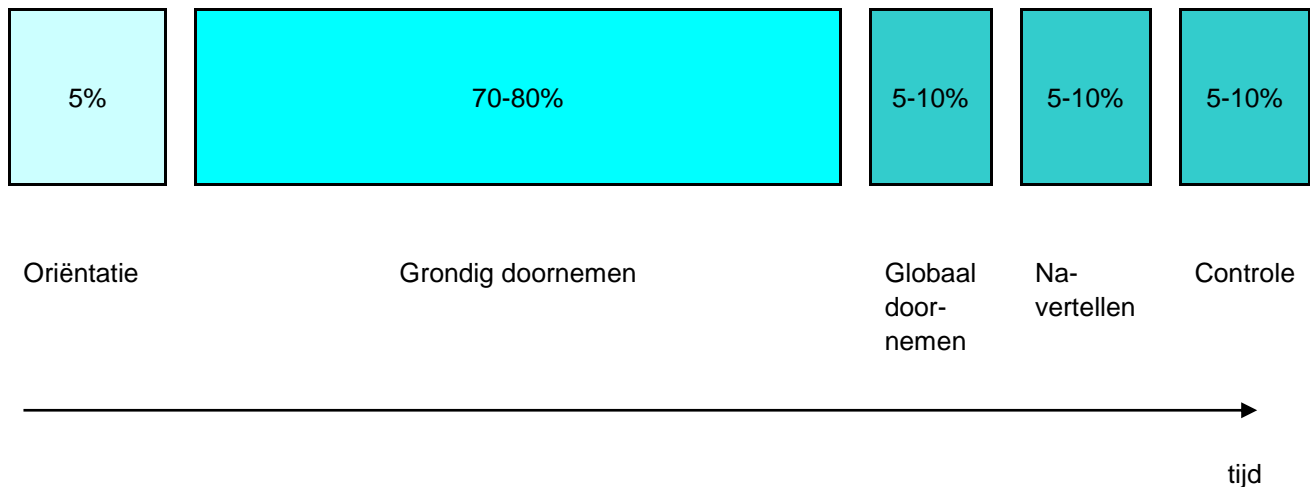 5%
70-80%
5-10%
5-10%
5-10%
Oriëntatie
Grondig doornemen
Globaal
door-
nemen
Na-
vertellen
Controle
tijd